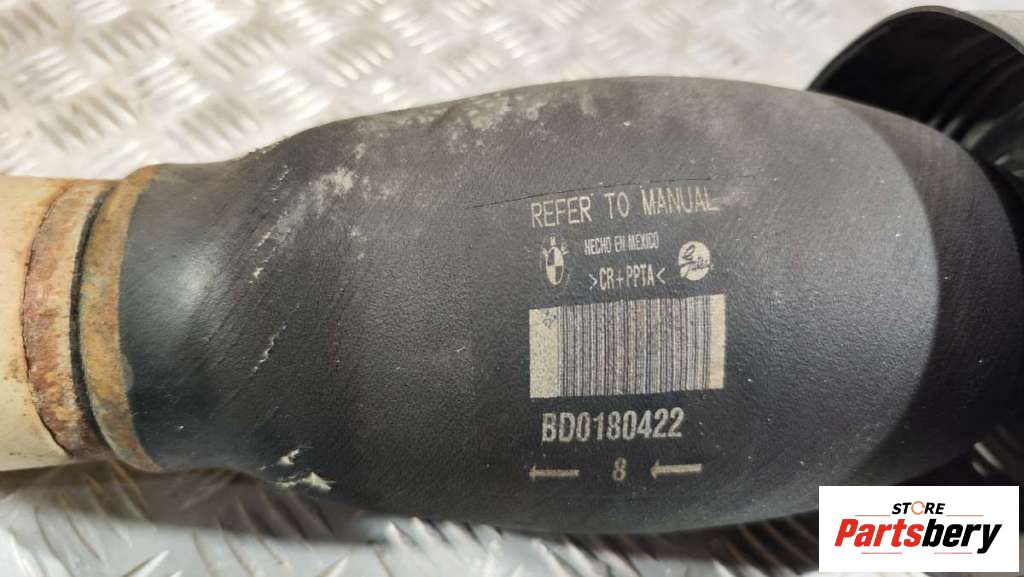 REFER TO MANUAL
HECHO EN MEXICO
>CR+PPTA<
BD0180422
8
STORE
Partsbery